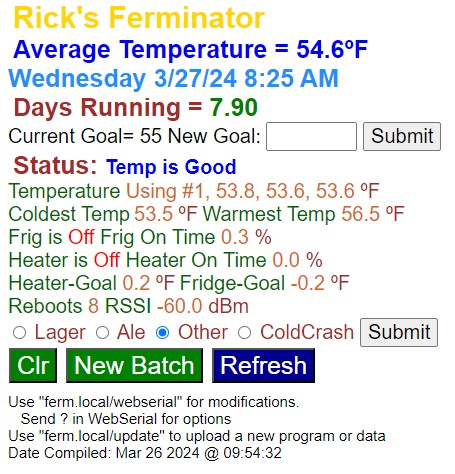 Rick's Ferminator
Average Temperature = 54.6ºF
Wednesday 3/27/24 8:25 AM
Days Running = 7.90
Current Goal= 55 New Goal: Submit
Status: Temp is Good
Temperature Using #1, 53.8, 53.6, 53.6 ºF
Coldest Temp 53.5 ºF Warmest Temp 56.5 ºF
Frig is Off Frig On Time 0.3 %
Heater is Off Heater On Time 0.0 %
Heater-Goal 0.2 ºF Fridge-Goal -0.2 ºF
Reboots 8 RSSI -60.0 dBm
Lager Ale Other ColdCrash Submit
Clr New Batch Refresh
Use "ferm.local/webserial" for modifications.
Send ? in WebSerial for options
Use "ferm.local/update" to upload a new program or data
Date Compiled: Mar 26 2024 @ 09:54:32